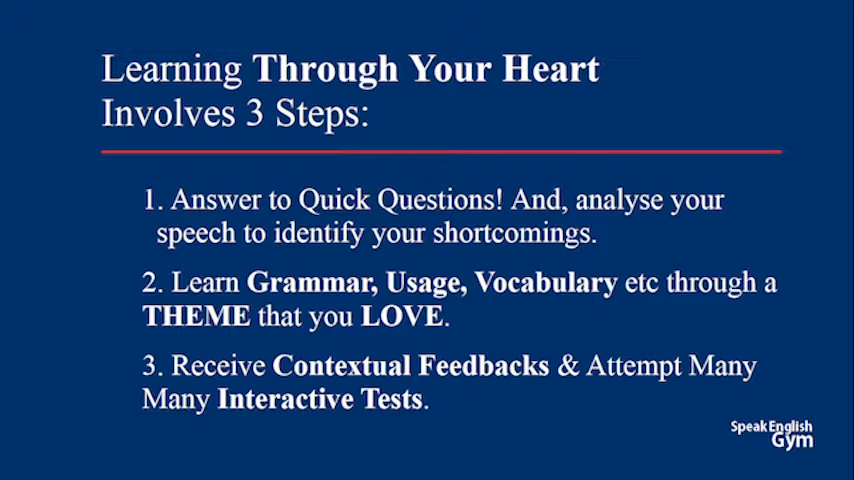 Learning Through Your Heart
Involves 3 Steps:
1. Answer to Quick Questions! And, analyse your
speech to identify your shortcomings.
2. Learn Grammar, Usage, Vocabulary etc through a
THEME that you LOVE.
3. Receive Contextual Feedbacks & Attempt Many
Many Interactive Tests.
Speak English
Gym